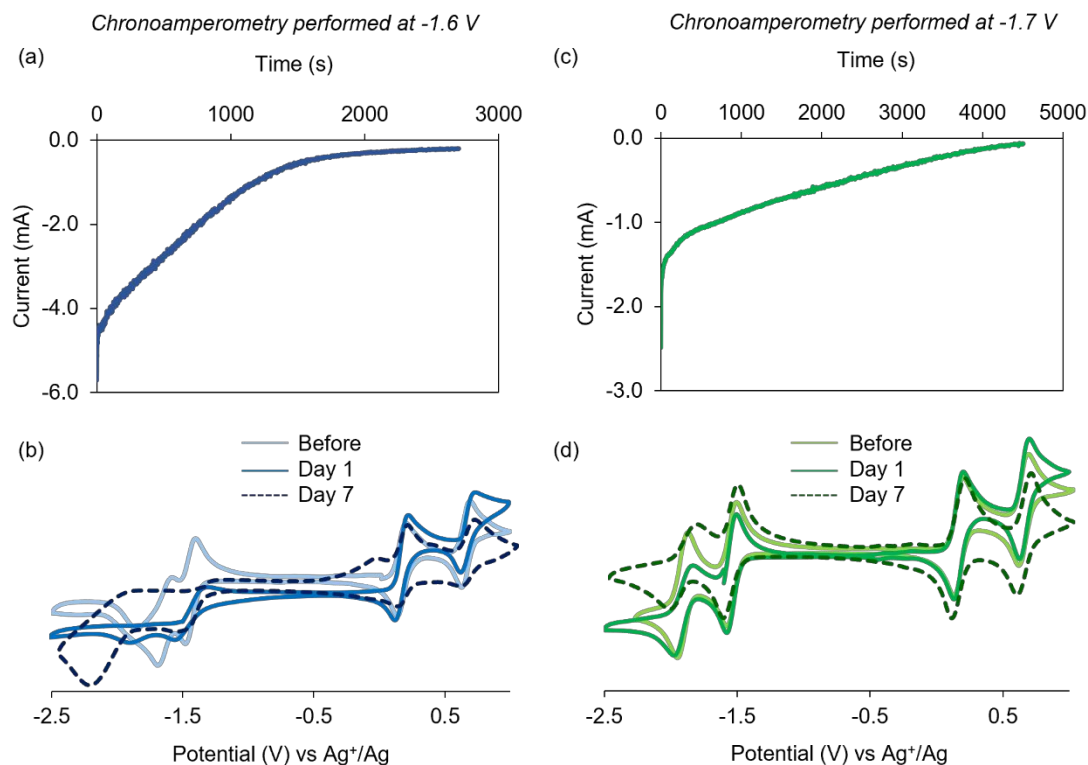 Chronoamperometry performed at -1.6 V
(a)
Time (s)
0 1000 2000 3000
0.0
-2.0
-4.0
-6.0
Current (mA)
(b)
Before
Day 1
Day 7
-2.5 -1.5 -0.5 0.5
Potential (V) vs Ag⁺/Ag
Chronoamperometry performed at -1.7 V
(c)
Time (s)
0 1000 2000 3000 4000 5000
0.0
-1.0
-2.0
-3.0
Current (mA)
(d)
Before
Day 1
Day 7
-2.5 -1.5 -0.5 0.5
Potential (V) vs Ag⁺/Ag